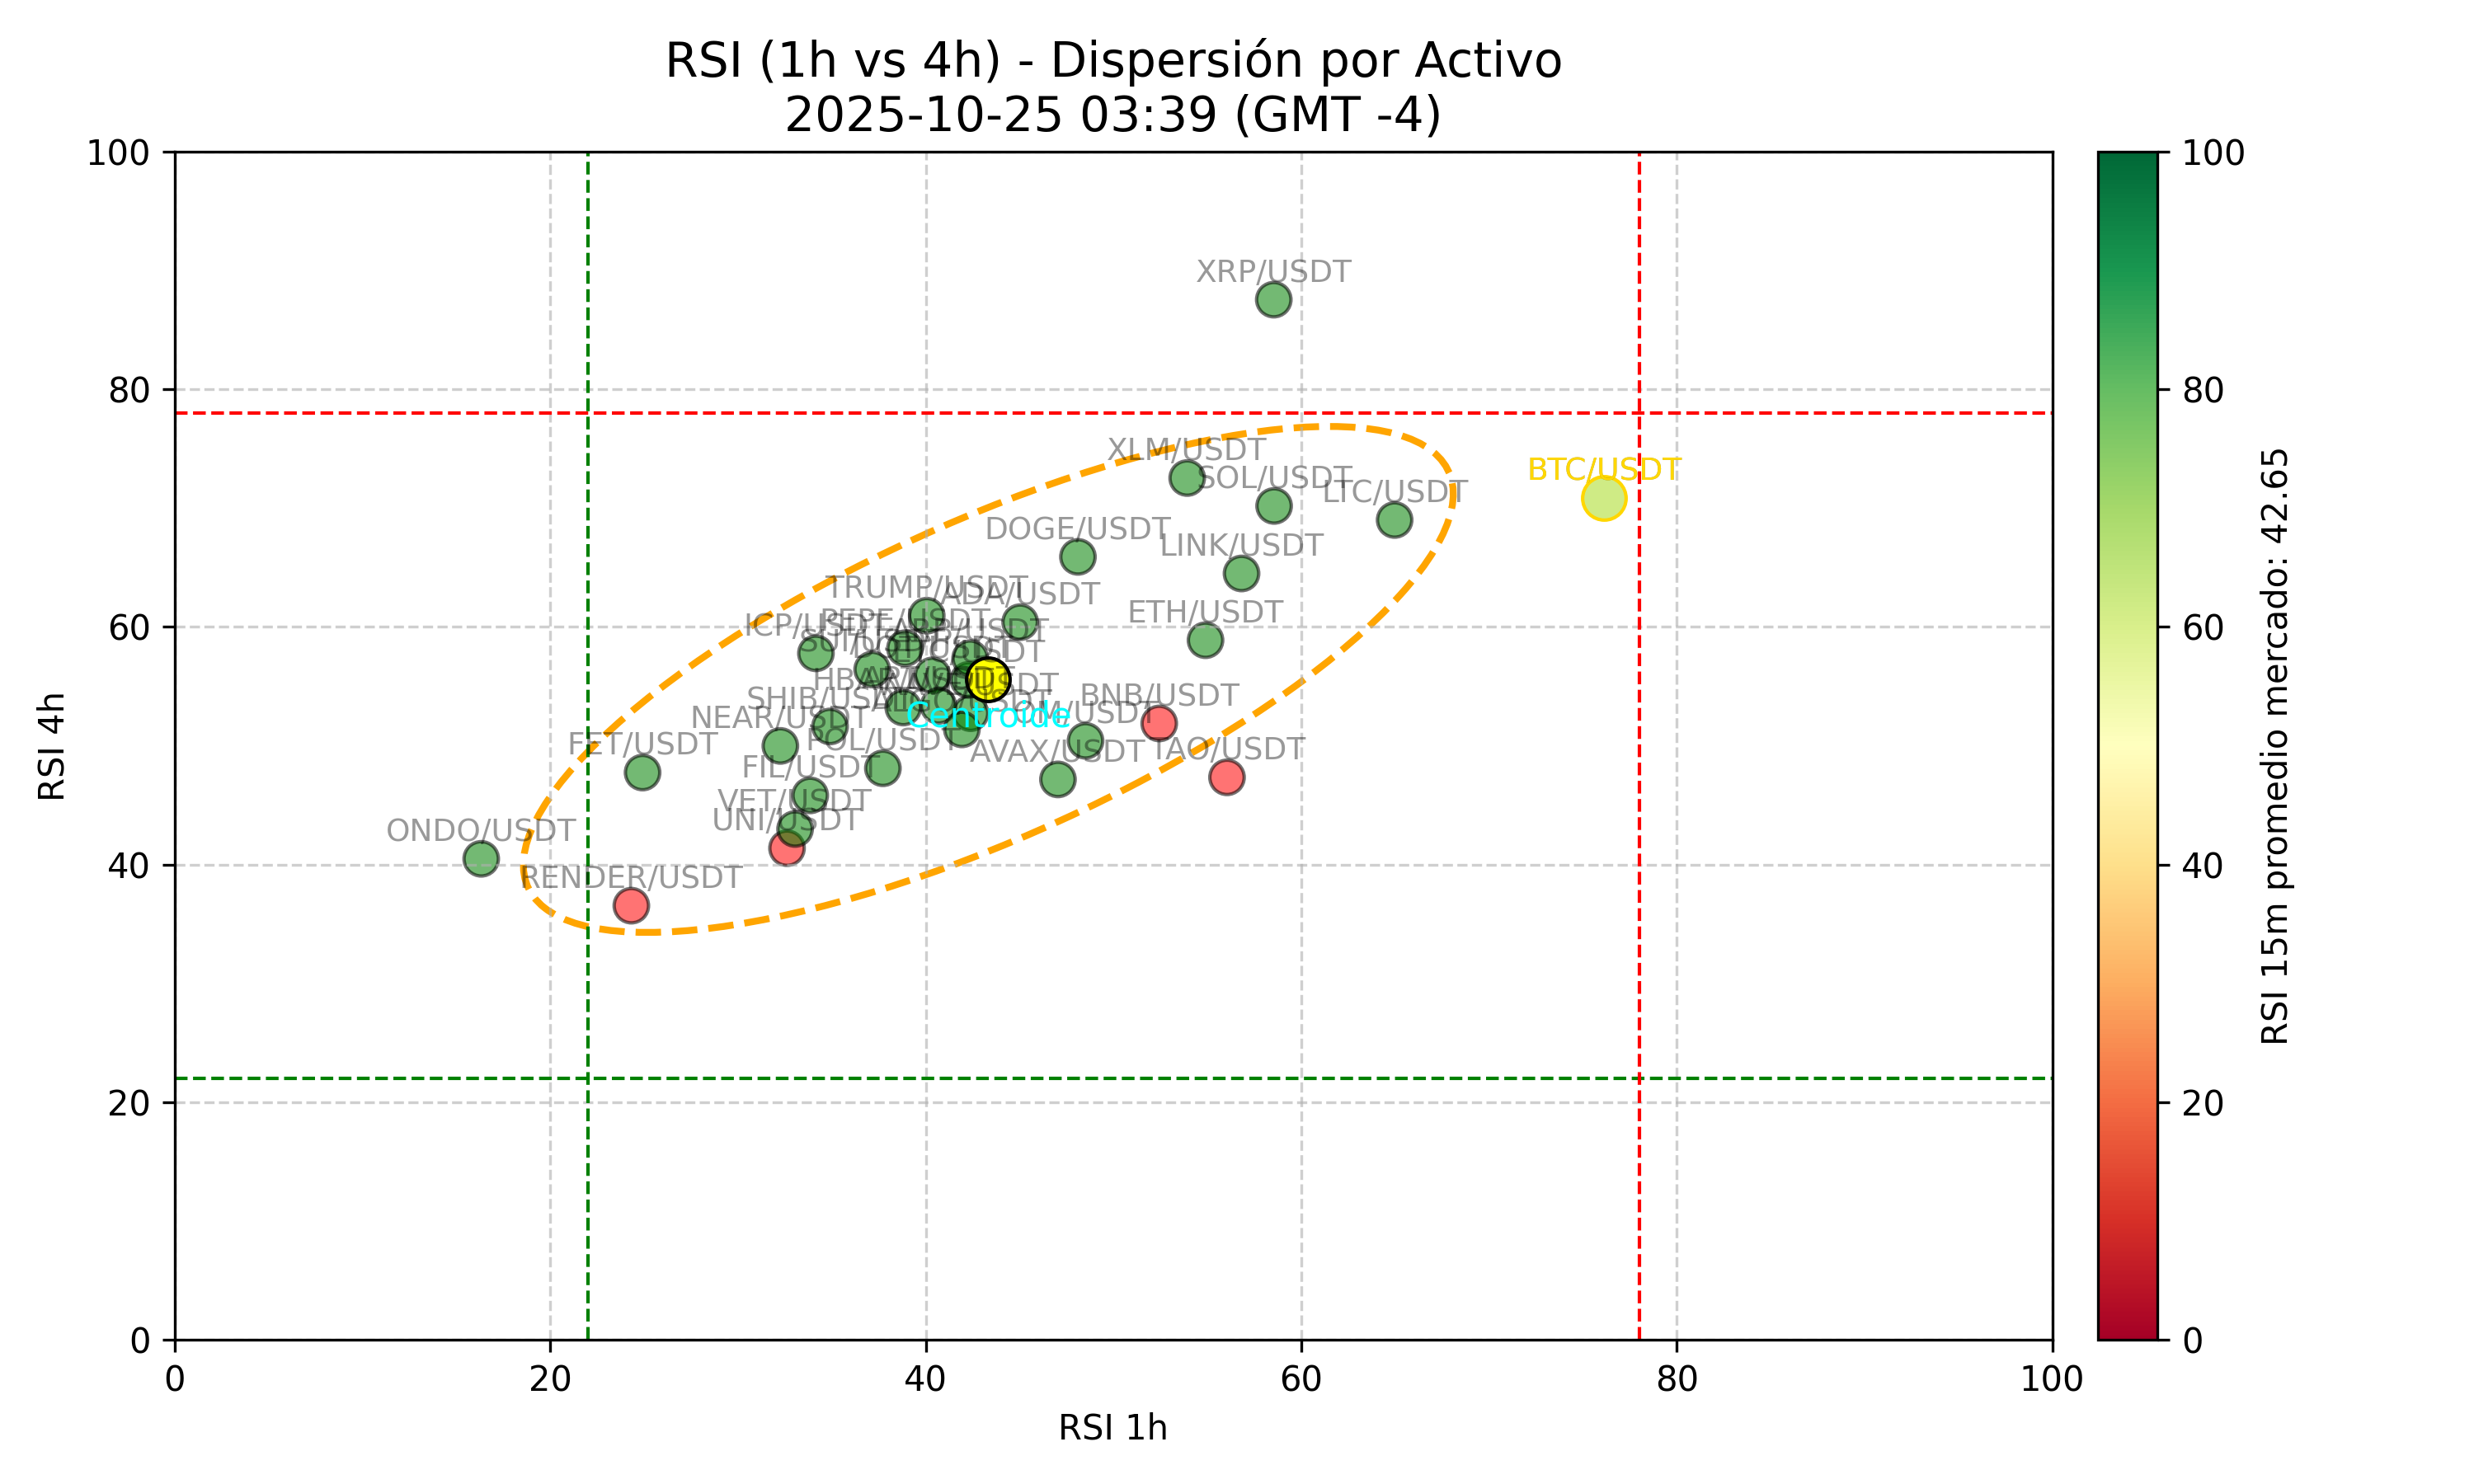 RSI (1h vs 4h) - Dispersión por Activo
2025-10-25 03:39 (GMT -4)
100
80
60
40
20
0
RSI 4h
XRP/USDT
XLM/USDT
SOL/USDT
LTC/USDT
BTC/USDT
DOGE/USDT
LINK/USDT
TRUMP/USDT
ADA/USDT
ETH/USDT
PEPE/USDT
ICP/USDT
NEAR/USDT
SHIB/USDT
BNB/USDT
Centroide
FET/USDT
POL/USDT
AVAX/USDT
TAO/USDT
FIL/USDT
VET/USDT
UNI/USDT
ONDO/USDT
RENDER/USDT
0
20
40
60
80
100
RSI 1h
100
80
60
40
20
0
RSI 15m promedio mercado: 42.65